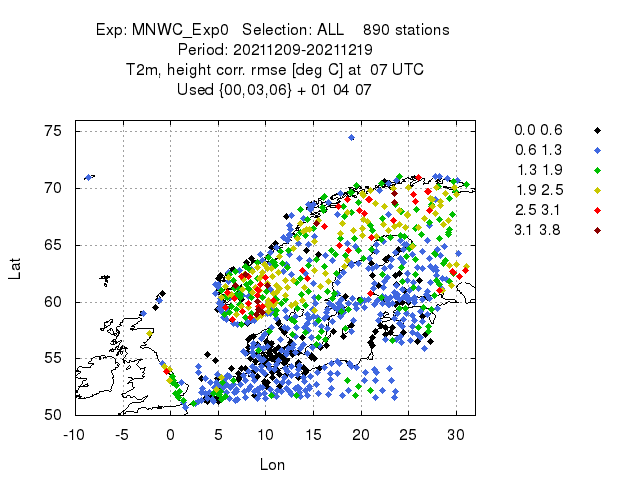 Exp: MNWC_Exp0 Selection: ALL 890 stations
Period: 20211209-20211219
T2m, height corr. rmse [deg C] at 07 UTC
Used {00,03,06} + 01 04 07
0.0 0.6
0.6 1.3
1.3 1.9
1.9 2.5
2.5 3.1
3.1 3.8
75
70
65
60
55
50
Lat
-10 -5 0 5 10 15 20 25 30
Lon